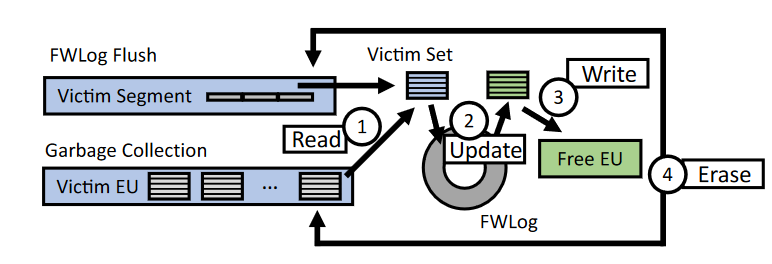 FWLog Flush
Victim Set
Write
3
Victim Segment
1
2
Read
Update
Garbage Collection
Free EU
4
Erase
Victim EU
...
FWLog